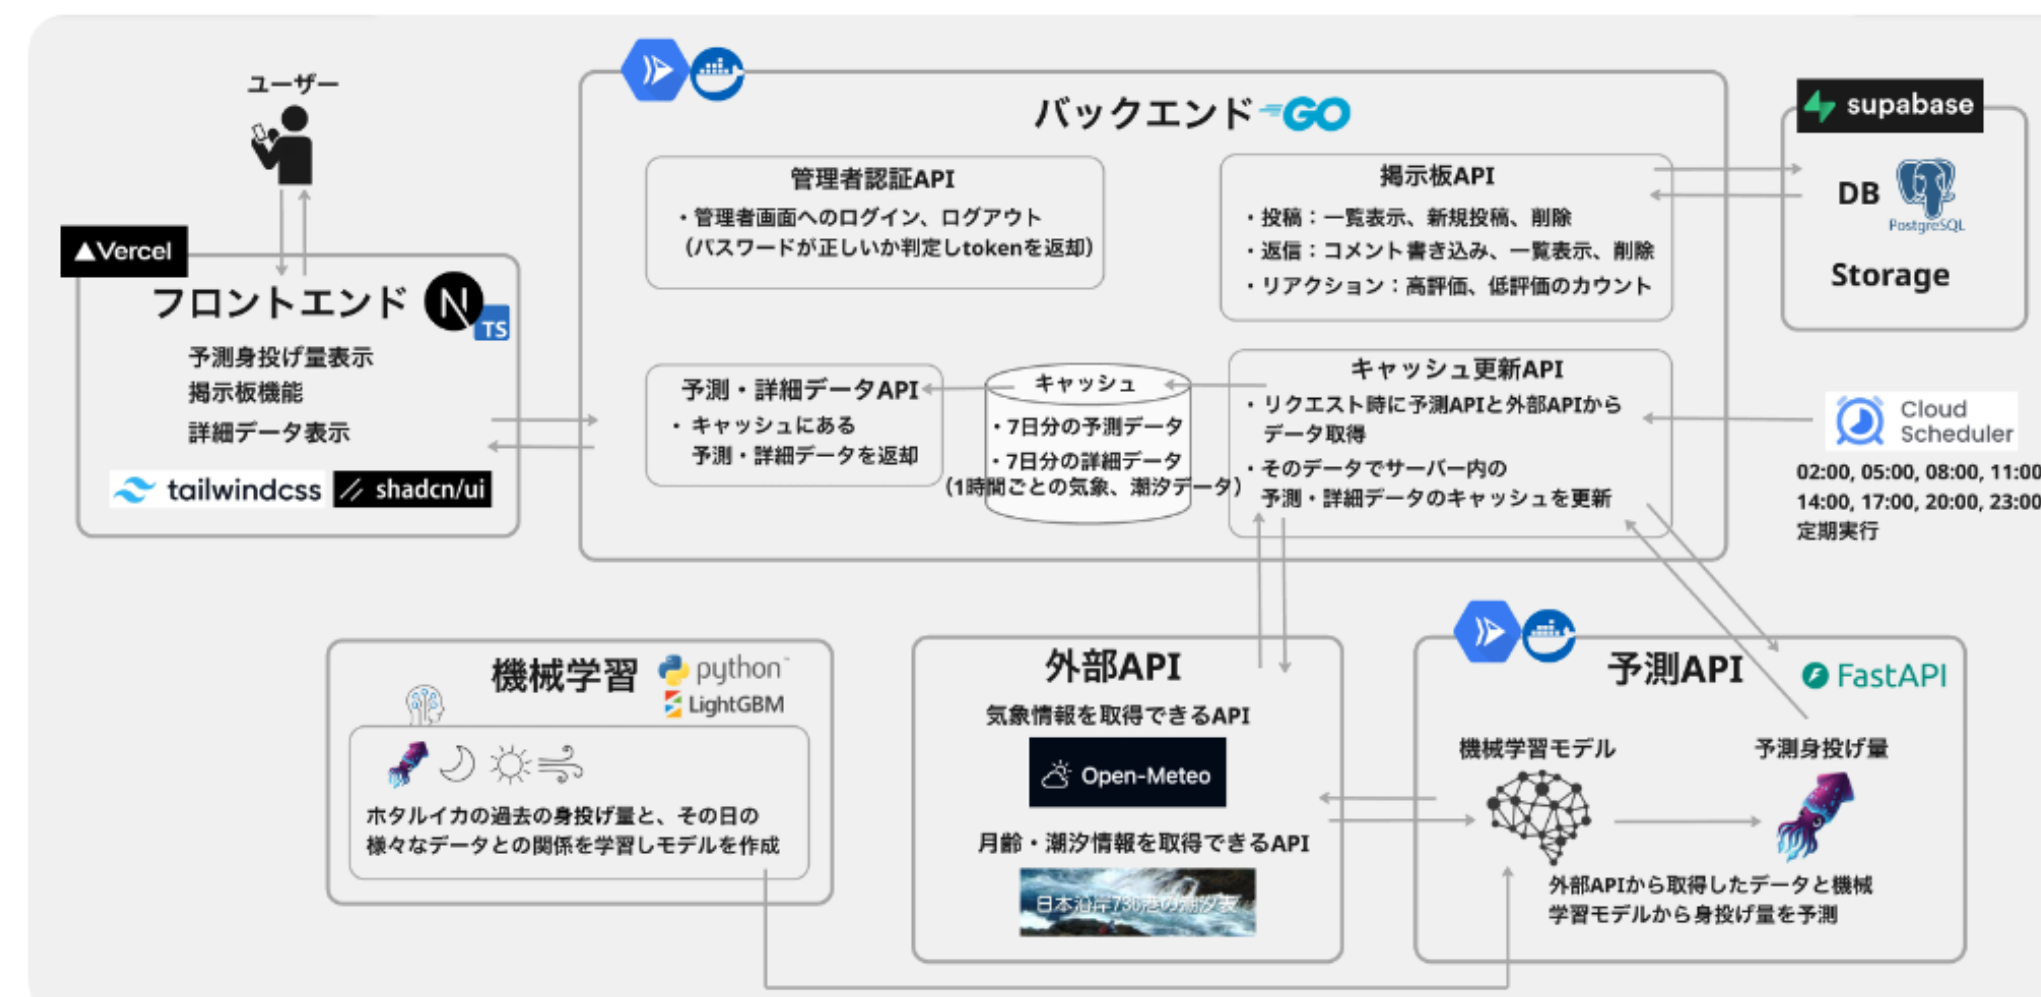 ユーザー
Vercel
フロントエンド
N
TS
予測身投げ量表示
掲示板機能
詳細データ表示
tailwindcss
shadcn/ui
バックエンド
GO
管理者認証API
・管理者画面へのログイン、ログアウト
（パスワードが正しいか判定しtokenを返却）
掲示板API
・投稿：一覧表示、新規投稿、削除
・返信：コメント書き込み、一覧表示、削除
・リアクション：高評価、低評価のカウント
予測・詳細データAPI
・キャッシュにある
予測・詳細データを返却
キャッシュ
・7日分の予測データ
・7日分の詳細データ
（1時間ごとの気象、潮汐データ）
キャッシュ更新API
・リクエスト時に予測APIと外部APIから
データ取得
・そのデータでサーバー内の
予測・詳細データのキャッシュを更新
supabase
DB
PostgreSQL
Storage
Cloud
Scheduler
02:00, 05:00, 08:00, 11:00
14:00, 17:00, 20:00, 23:00
定期実行
機械学習
python™
LightGBM
ホタルイカの過去の身投げ量と、その日の
様々なデータとの関係を学習しモデルを作成
外部API
気象情報を取得できるAPI
Open-Meteo
月齢・潮汐情報を取得できるAPI
日本沿岸736港の潮汐表
予測API
FastAPI
機械学習モデル
予測身投げ量
外部APIから取得したデータと機械
学習モデルから身投げ量を予測